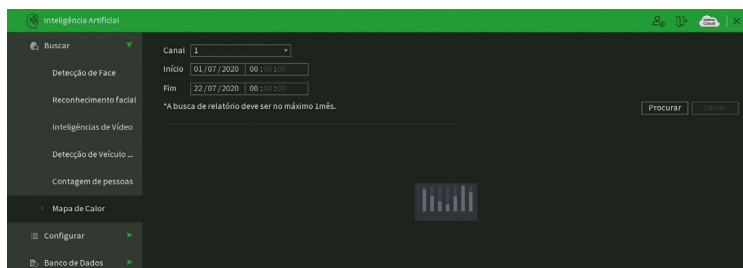 Inteligência Artificial
Cloud
Buscar
Detecção de Face
Reconhecimento facial
Inteligências de Vídeo
Detecção de Veículo ...
Contagem de pessoas
Mapa de Calor
Configurar
Banco de Dados
Canal 1
Início 01/07/2020 00:00:00
Fim 22/07/2020 00:00:00
*A busca de relatório deve ser no máximo 1mês.
Procurar Salvar